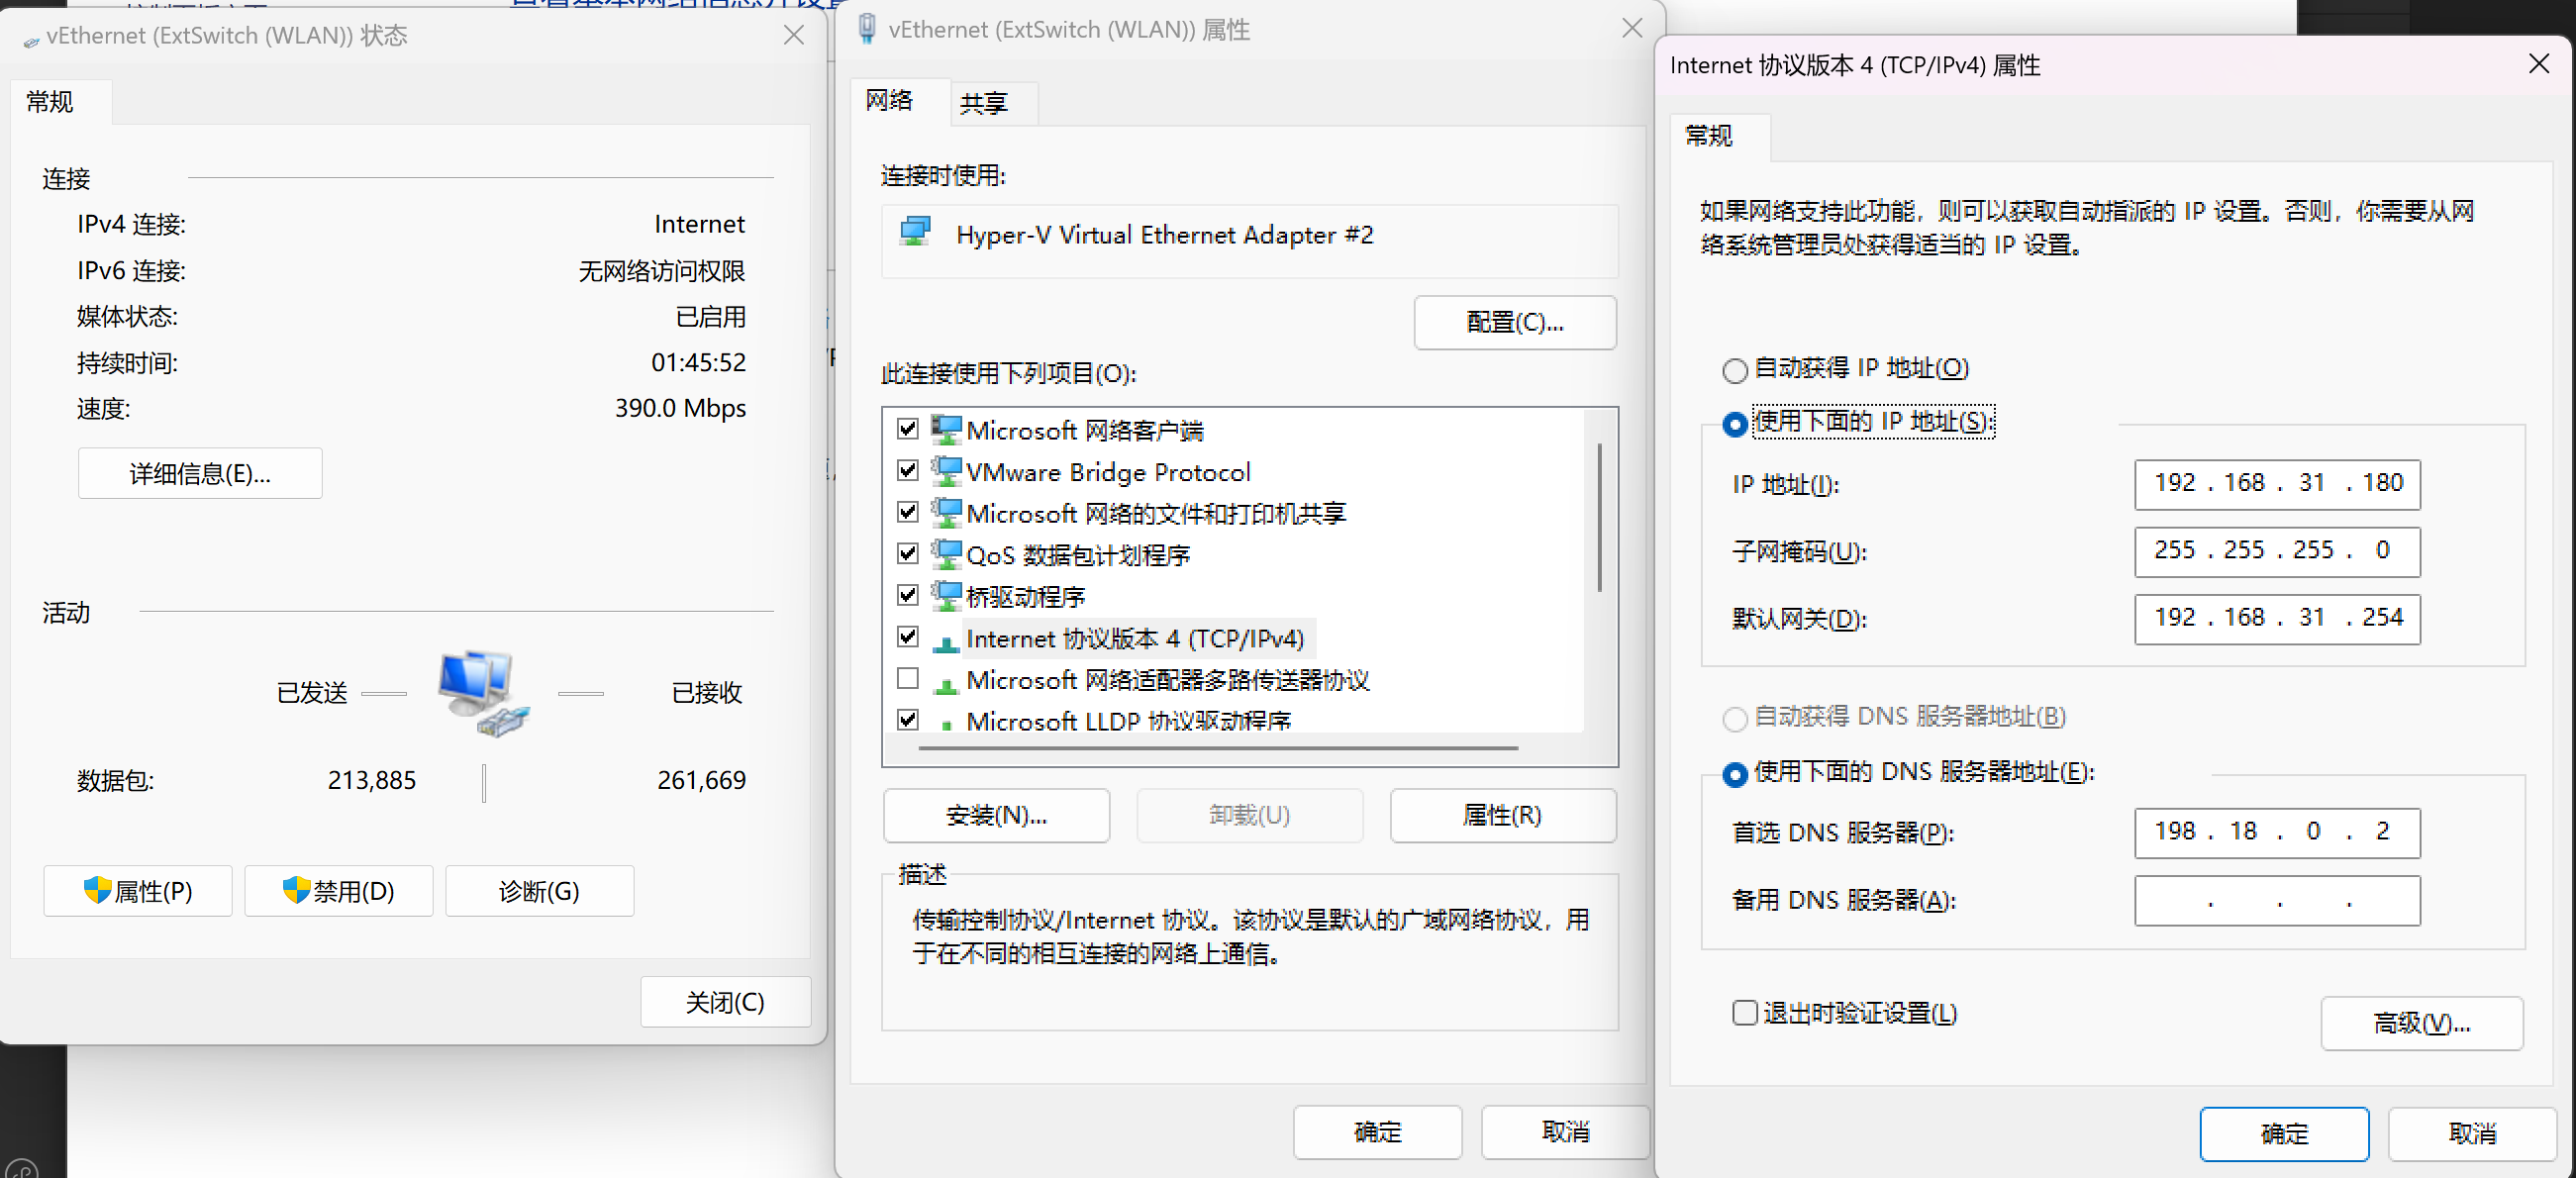 vEthernet (ExtSwitch (WLAN)) 状态
常规
连接
IPv4 连接: Internet
IPv6 连接: 无网络访问权限
媒体状态: 已启用
持续时间: 01:45:52
速度: 390.0 Mbps
详细信息(E)...
活动
已发送 已接收
数据包: 213,885 261,669
属性(P) 禁用(D) 诊断(G)
关闭(C)
vEthernet (ExtSwitch (WLAN)) 属性
网络 共享
连接时使用:
Hyper-V Virtual Ethernet Adapter #2
配置(C)...
此连接使用下列项目(O):
Microsoft 网络客户端
VMware Bridge Protocol
Microsoft 网络的文件和打印机共享
QoS 数据包计划程序
桥驱动程序
Internet 协议版本 4 (TCP/IPv4)
Microsoft 网络适配器多路传送器协议
Microsoft LLDP 协议驱动程序
安装(N)... 卸载(U) 属性(R)
描述
传输控制协议/Internet 协议。该协议是默认的广域网络协议，用
于在不同的相互连接的网络上通信。
确定 取消
Internet 协议版本 4 (TCP/IPv4) 属性
常规
如果网络支持此功能，则可以获取自动指派的 IP 设置。否则，你需要从网
络系统管理员处获得适当的 IP 设置。
自动获得 IP 地址(O)
使用下面的 IP 地址(S):
IP 地址(I): 192 . 168 . 31 . 180
子网掩码(U): 255 . 255 . 255 . 0
默认网关(D): 192 . 168 . 31 . 254
自动获得 DNS 服务器地址(B)
使用下面的 DNS 服务器地址(E):
首选 DNS 服务器(P): 198 . 18 . 0 . 2
备用 DNS 服务器(A): . . .
退出时验证设置(L)
高级(V)...
确定 取消